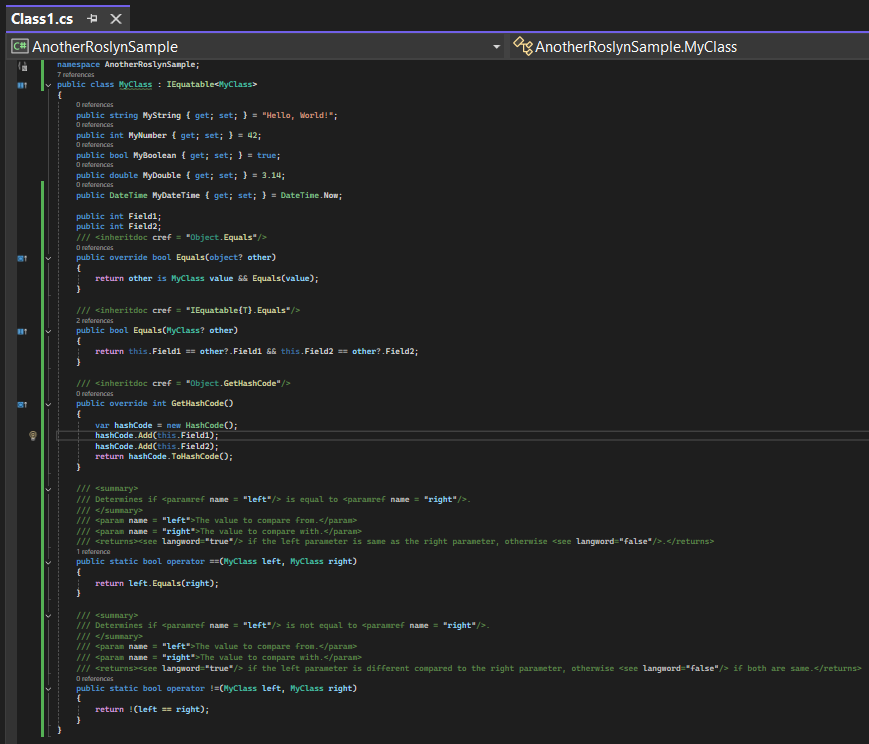 Class1.cs
AnotherRoslynSample
AnotherRoslynSample.MyClass
namespace AnotherRoslynSample;
7 references
public class MyClass : IEquatable<MyClass>
{
0 references
public string MyString { get; set; } = "Hello, World!";
0 references
public int MyNumber { get; set; } = 42;
0 references
public bool MyBoolean { get; set; } = true;
0 references
public double MyDouble { get; set; } = 3.14;
0 references
public DateTime MyDateTime { get; set; } = DateTime.Now;
public int Field1;
public int Field2;
/// <inheritdoc cref = "Object.Equals"/>
0 references
public override bool Equals(object? other)
{
return other is MyClass value && Equals(value);
}
/// <inheritdoc cref = "IEquatable{T}.Equals"/>
2 references
public bool Equals(MyClass? other)
{
return this.Field1 == other?.Field1 && this.Field2 == other?.Field2;
}
/// <inheritdoc cref = "Object.GetHashCode"/>
0 references
public override int GetHashCode()
{
var hashCode = new HashCode();
hashCode.Add(this.Field1);
hashCode.Add(this.Field2);
return hashCode.ToHashCode();
}
/// <summary>
/// Determines if <paramref name = "left"/> is equal to <paramref name = "right"/>.
/// </summary>
/// <param name = "left">The value to compare from.</param>
/// <param name = "right">The value to compare with.</param>
/// <returns><see langword="true"/> if the left parameter is same as the right parameter, otherwise <see langword="false"/>.</returns>
1 reference
public static bool operator ==(MyClass left, MyClass right)
{
return left.Equals(right);
}
/// <summary>
/// Determines if <paramref name = "left"/> is not equal to <paramref name = "right"/>.
/// </summary>
/// <param name = "left">The value to compare from.</param>
/// <param name = "right">The value to compare with.</param>
/// <returns><see langword="true"/> if the left parameter is different compared to the right parameter, otherwise <see langword="false"/> if both are same.</returns>
0 references
public static bool operator !=(MyClass left, MyClass right)
{
return !(left == right);
}
}